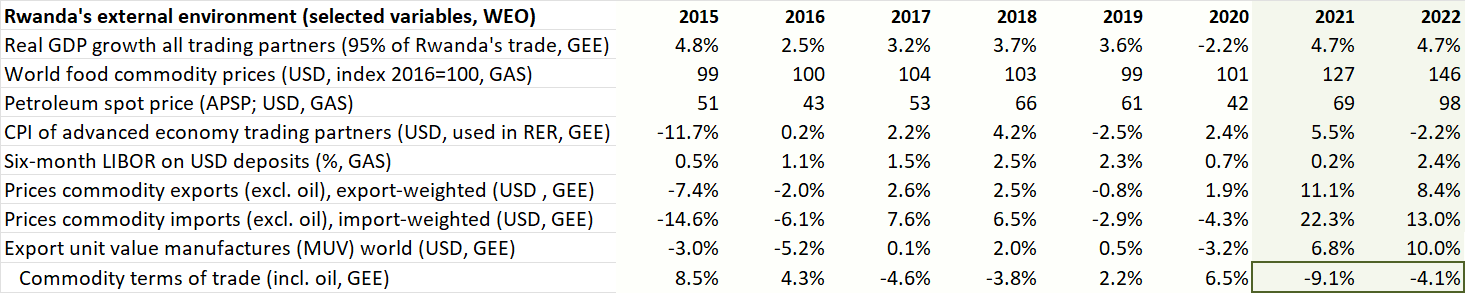 Rwanda's external environment (selected variables, WEO) 2015 2016 2017 2018 2019 2020 2021 2022
Real GDP growth all trading partners (95% of Rwanda's trade, GEE) 4.8% 2.5% 3.2% 3.7% 3.6% -2.2% 4.7% 4.7%
World food commodity prices (USD, index 2016=100, GAS) 99 100 104 103 99 101 127 146
Petroleum spot price (APSP; USD, GAS) 51 43 53 66 61 42 69 98
CPI of advanced economy trading partners (USD, used in RER, GEE) -11.7% 0.2% 2.2% 4.2% -2.5% 2.4% 5.5% -2.2%
Six-month LIBOR on USD deposits (%, GAS) 0.5% 1.1% 1.5% 2.5% 2.3% 0.7% 0.2% 2.4%
Prices commodity exports (excl. oil), export-weighted (USD , GEE) -7.4% -2.0% 2.6% 2.5% -0.8% 1.9% 11.1% 8.4%
Prices commodity imports (excl. oil), import-weighted (USD, GEE) -14.6% -6.1% 7.6% 6.5% -2.9% -4.3% 22.3% 13.0%
Export unit value manufactures (MUV) world (USD, GEE) -3.0% -5.2% 0.1% 2.0% 0.5% -3.2% 6.8% 10.0%
Commodity terms of trade (incl. oil, GEE) 8.5% 4.3% -4.6% -3.8% 2.2% 6.5% -9.1% -4.1%